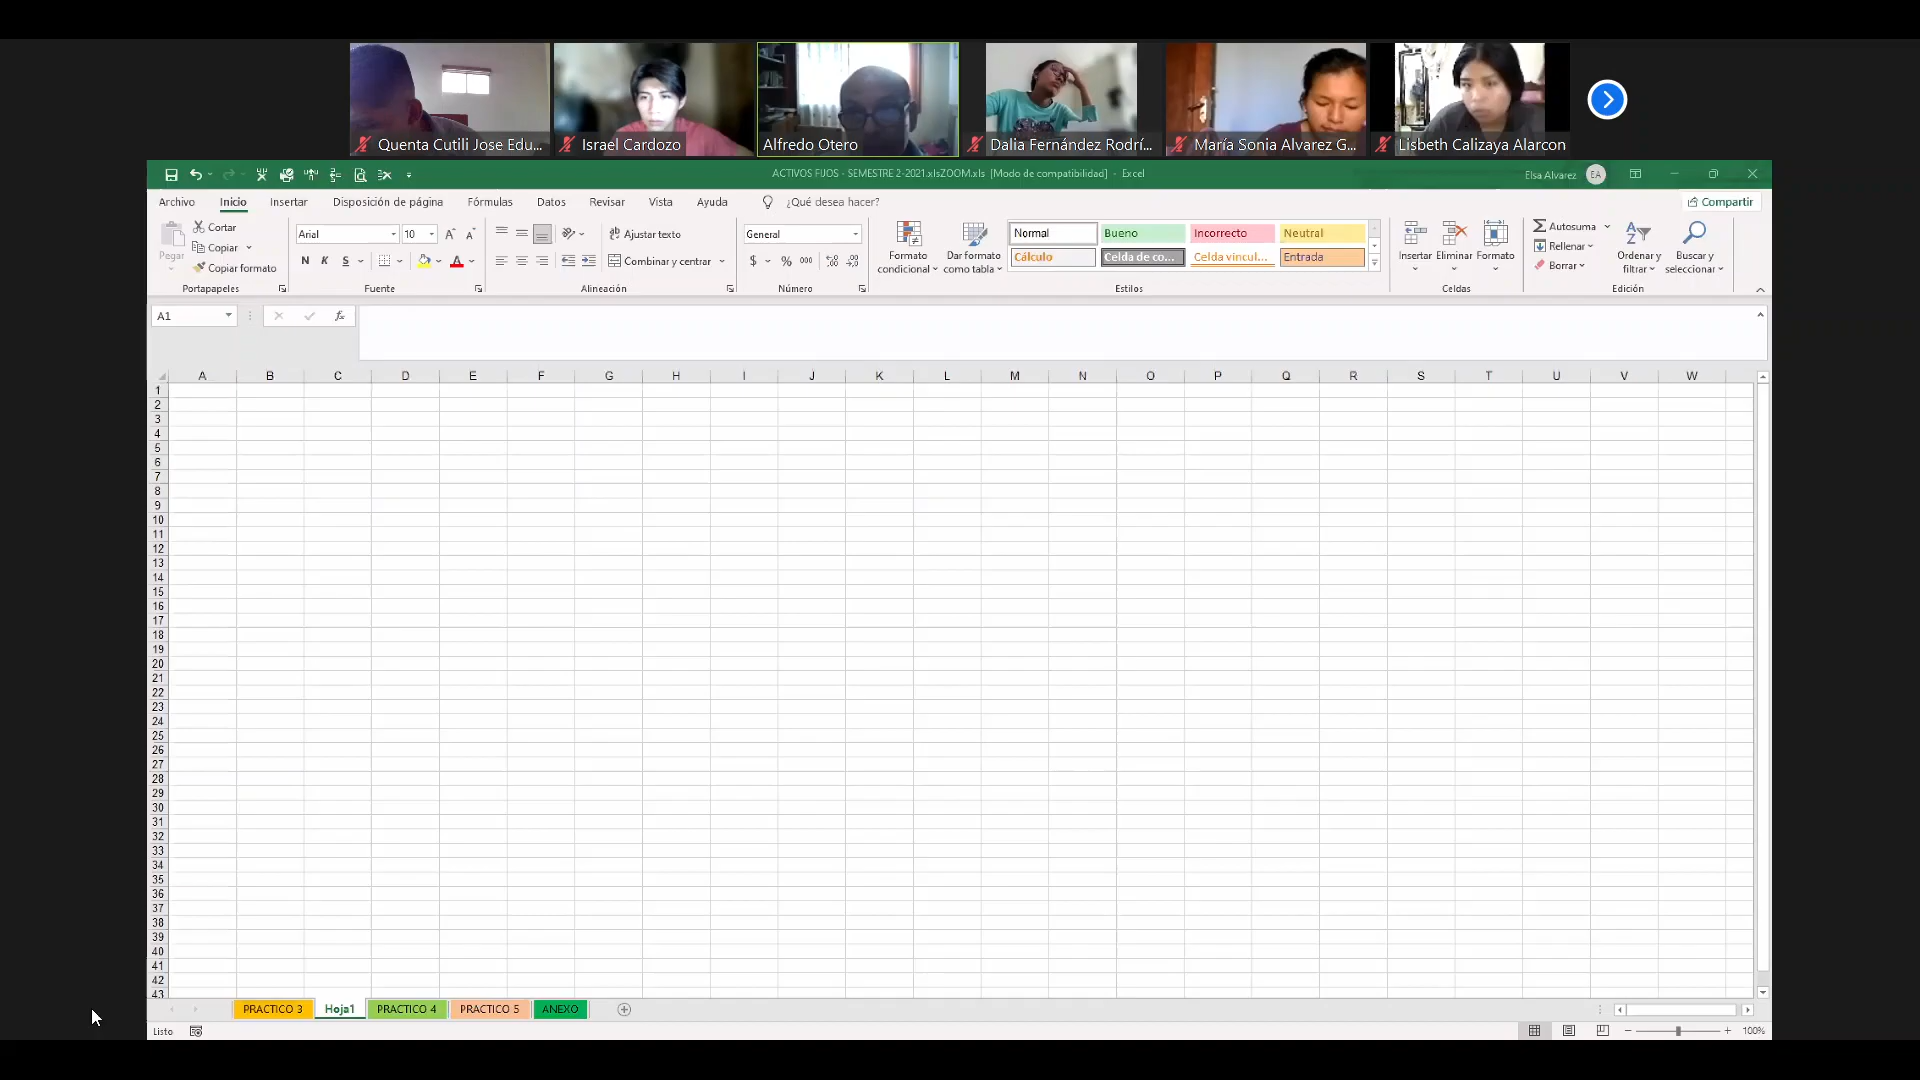 Quenta Cutili Jose Edu...
Israel Cardozo
Alfredo Otero
Dalia Fernández Rodrí...
María Sonia Alvarez G...
Lisbeth Calizaya Alarcon
ACTIVOS FIJOS - SEMESTRE 2-2021.xlsZOOM.xls [Modo de compatibilidad] - Excel
Elsa Alvarez EA
Archivo Inicio Insertar Disposición de página Fórmulas Datos Revisar Vista Ayuda ¿Qué desea hacer? Compartir
Pegar Cortar Copiar Copiar formato Portapapeles
Arial 10 N K S Fuente
Ajustar texto Combinar y centrar Alineación
General $ % 000 Número
Formato condicional Dar formato como tabla
Normal Bueno Incorrecto Neutral
Cálculo Celda de co... Celda vincul... Entrada
Estilos
Insertar Eliminar Formato Celdas
Autosuma Rellenar Borrar Ordenar y filtrar Buscar y seleccionar Edición
A1 fx
A B C D E F G H I J K L M N O P Q R S T U V W
1
2
3
4
5
6
7
8
9
10
11
12
13
14
15
16
17
18
19
20
21
22
23
24
25
26
27
28
29
30
31
32
33
34
35
36
37
38
39
40
41
42
43
PRACTICO 3 Hoja1 PRACTICO 4 PRACTICO 5 ANEXO
Listo 100%